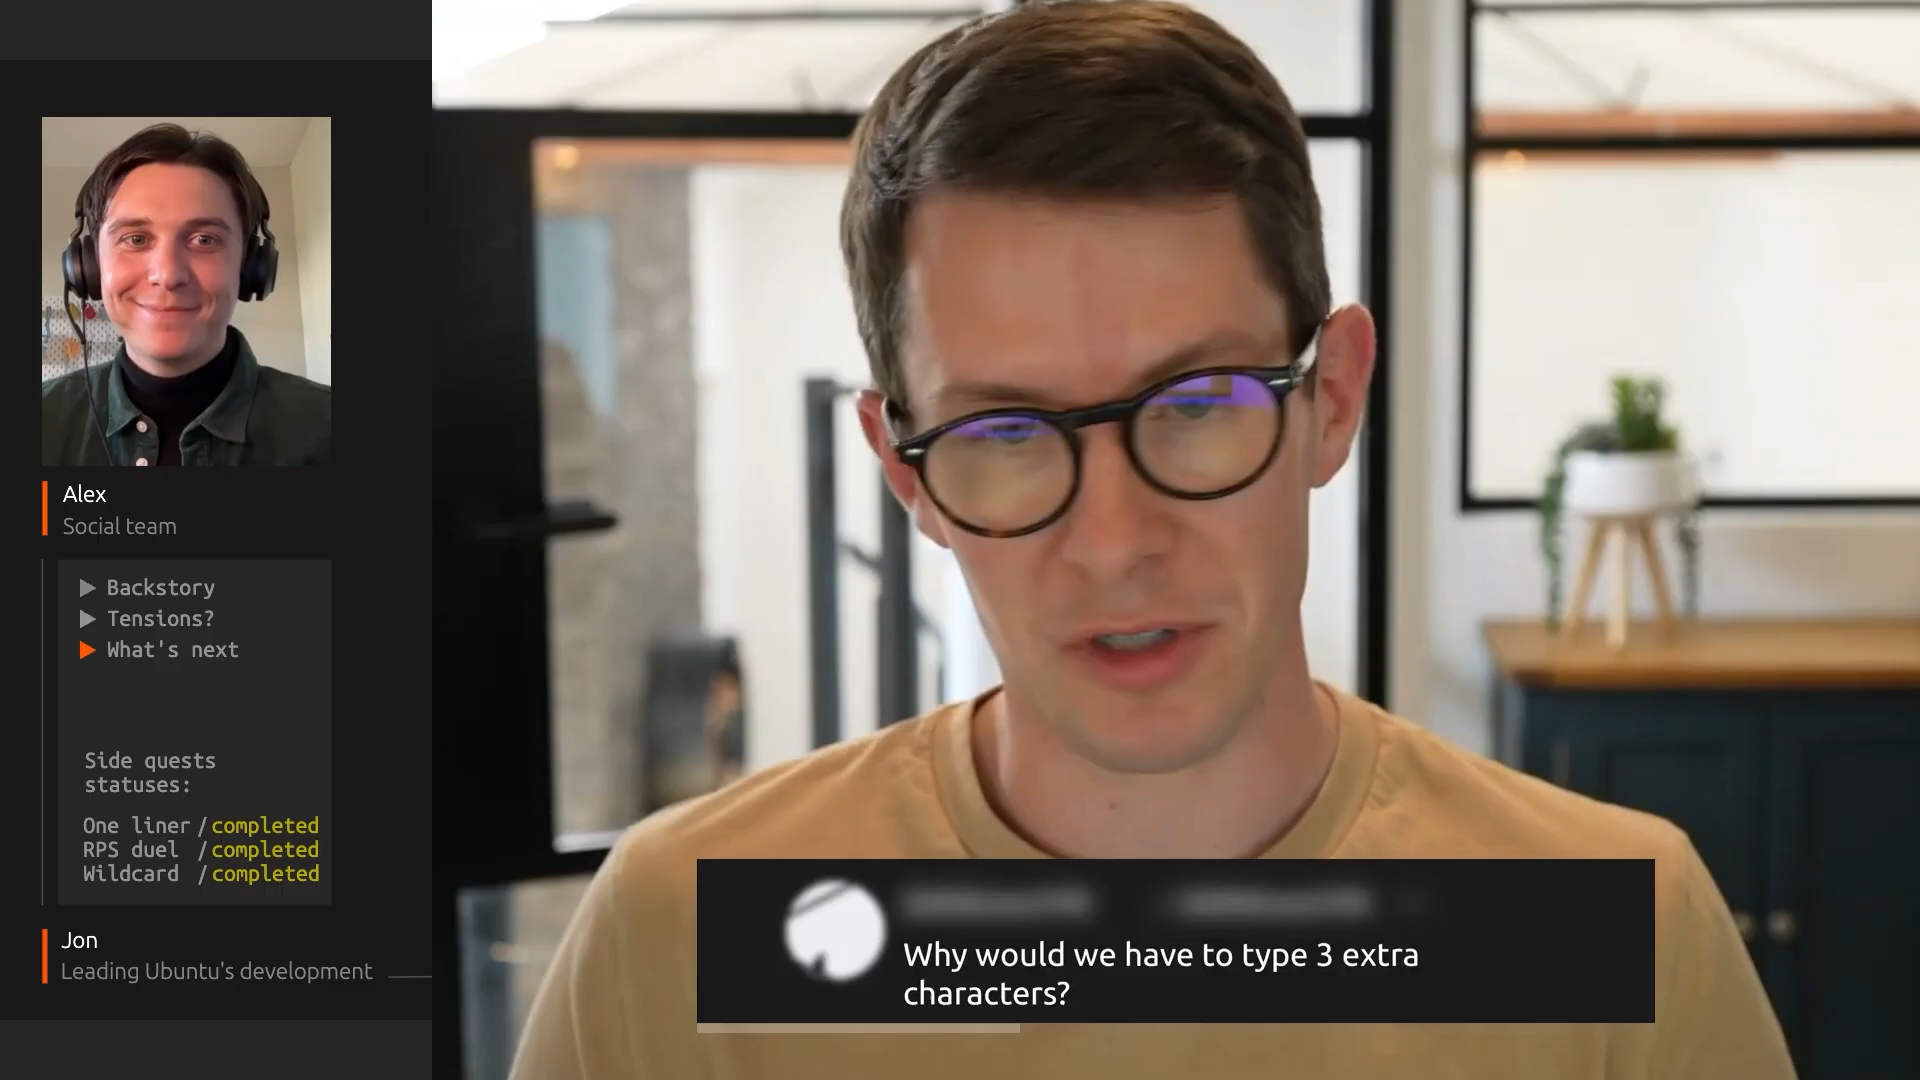 Alex
Social team
▶ Backstory
▶ Tensions?
▶ What's next
Side quests
statuses:
One liner / completed
RPS duel / completed
Wildcard / completed
Jon
Leading Ubuntu's development
Why would we have to type 3 extra
characters?